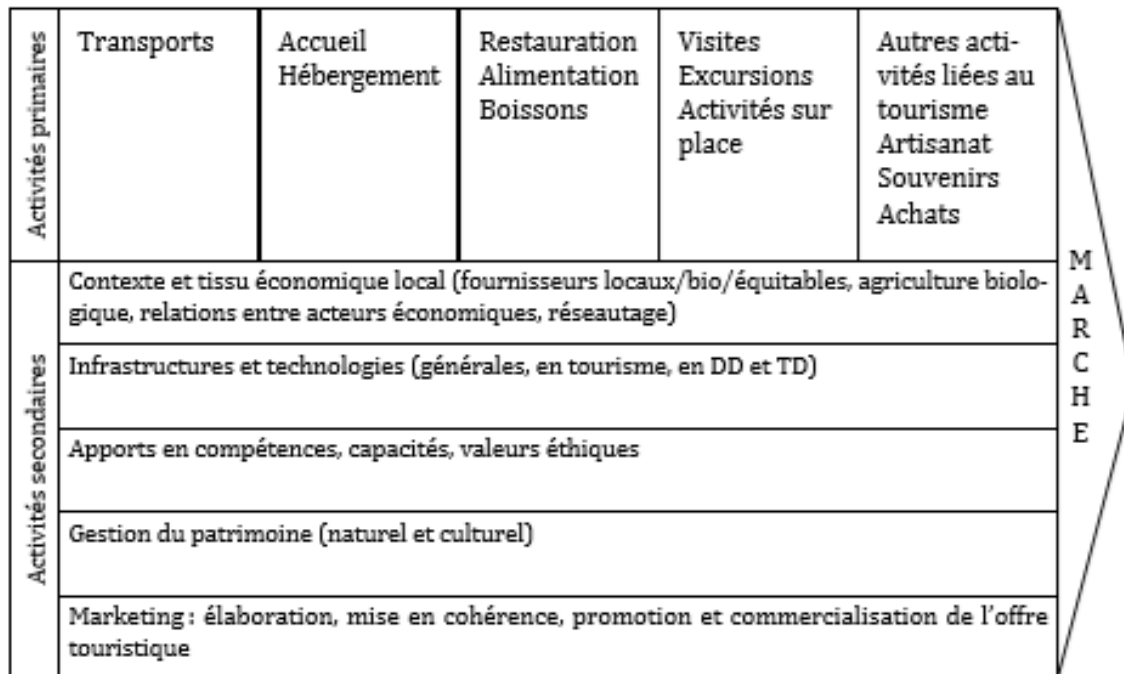 Activités primaires
Transports
Accueil
Hébergement
Restauration
Alimentation
Boissons
Visites
Excursions
Activités sur
place
Autres acti-
vités liées au
tourisme
Artisanat
Souvenirs
Achats
Activités secondaires
Contexte et tissu économique local (fournisseurs locaux/bio/équitables, agriculture biolo-
gique, relations entre acteurs économiques, réseautage)
Infrastructures et technologies (générales, en tourisme, en DD et TD)
Apports en compétences, capacités, valeurs éthiques
Gestion du patrimoine (naturel et culturel)
Marketing : élaboration, mise en cohérence, promotion et commercialisation de l'offre
touristique
MARCHE